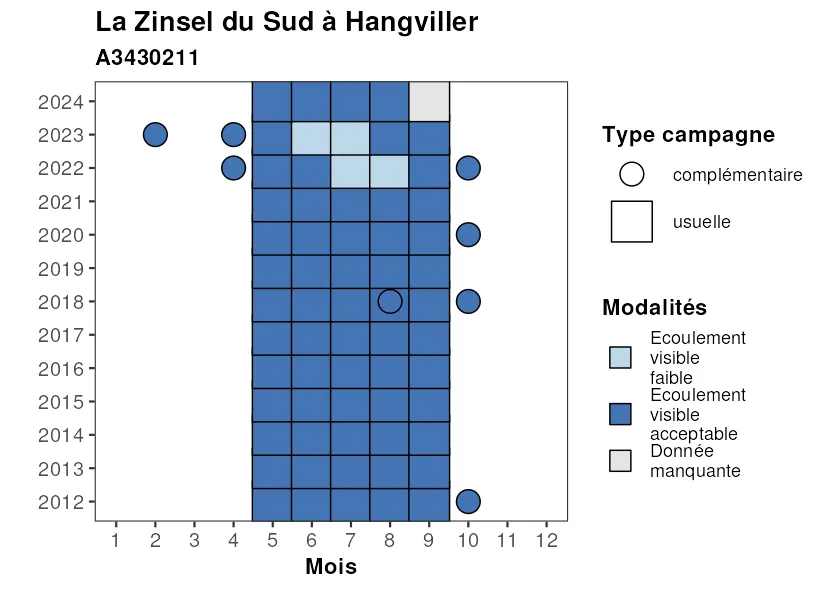 La Zinsel du Sud à Hangviller
A3430211
2024
2023
2022
2021
2020
2019
2018
2017
2016
2015
2014
2013
2012
1 2 3 4 5 6 7 8 9 10 11 12
Mois
Type campagne
complémentaire
usuelle
Modalités
Ecoulement
visible
faible
Ecoulement
visible
acceptable
Donnée
manquante